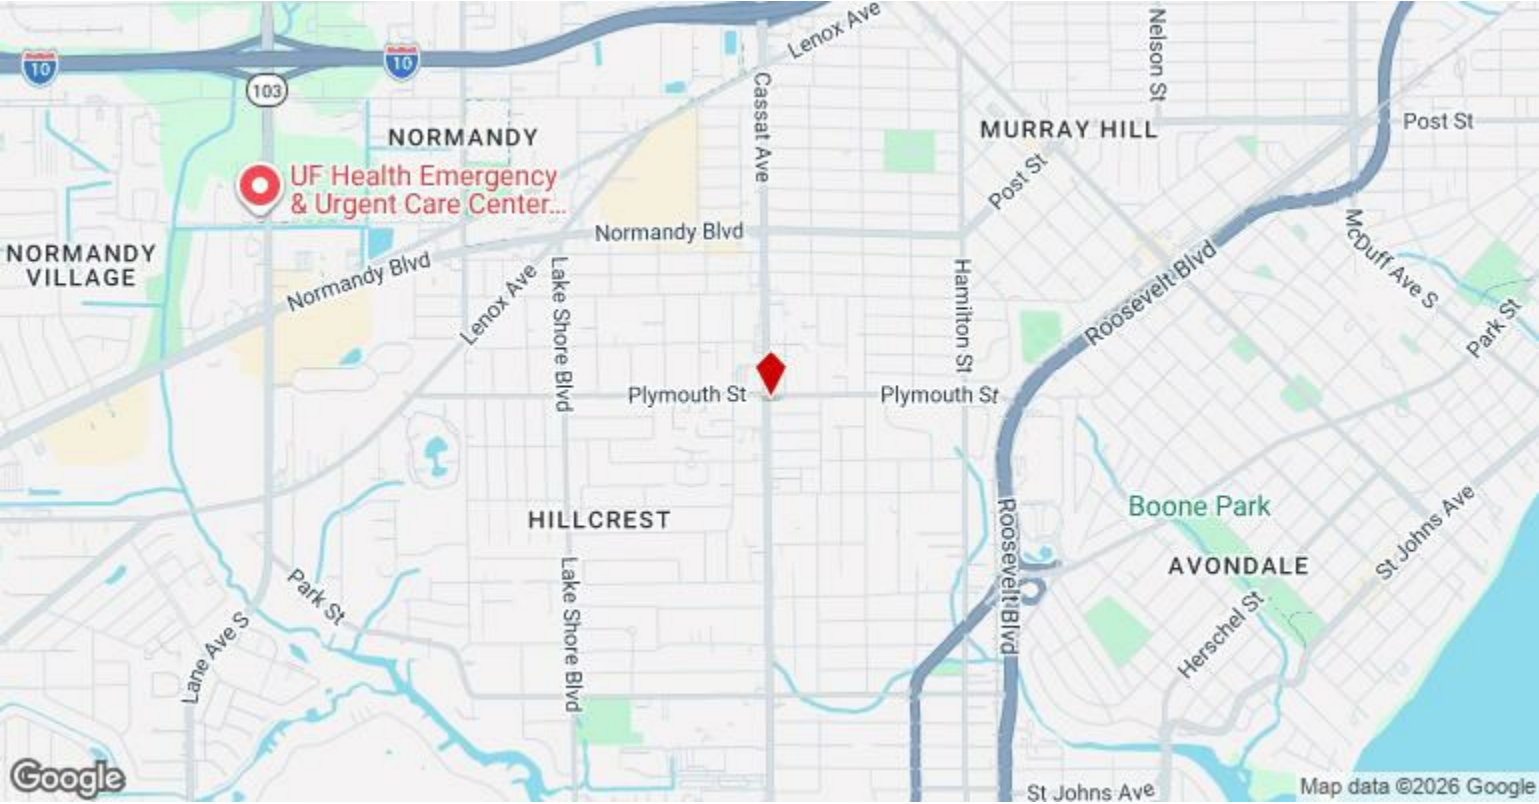 Lenox Ave
Nelson St
10
10
103
Cassat Ave
Post St
NORMANDY
MURRAY HILL
UF Health Emergency
& Urgent Care Center...
Post St
Normandy Blvd
McDuff Ave S
NORMANDY
VILLAGE
Normandy Blvd
Lenox Ave
Lake Shore Blvd
Hamilton St
Roosevelt Blvd
Park St
Plymouth St
Plymouth St
HILLCREST
Roosevelt Blvd
Boone Park
St Johns Ave
AVONDALE
Park St
Lake Shore Blvd
Herschel St
Lane Ave S
Google
St Johns Ave
Map data ©2026 Google